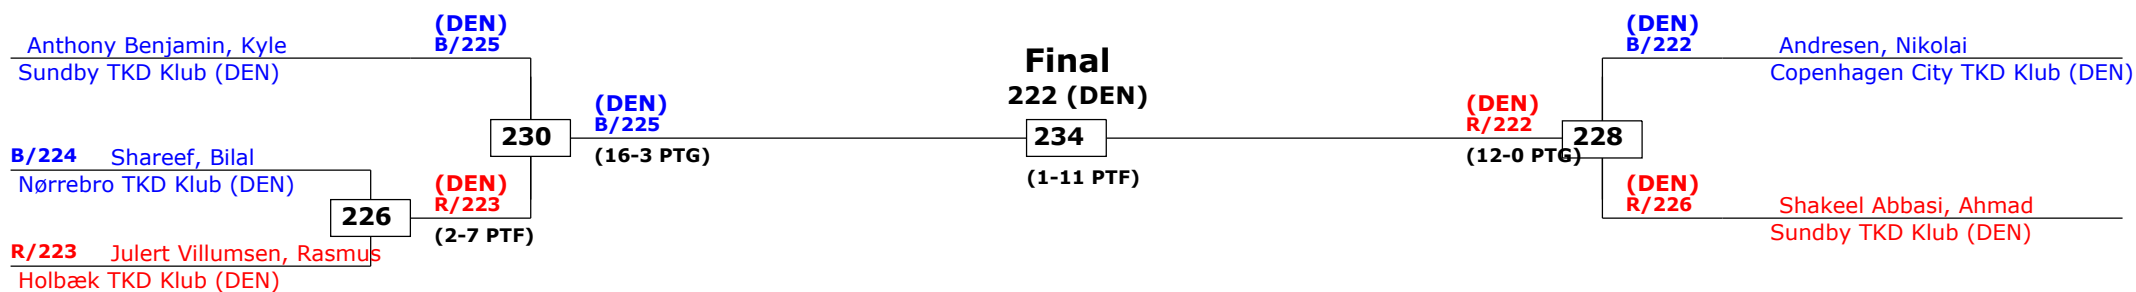 (DEN)
B/225
Anthony Benjamin, Kyle
Sundby TKD Klub (DEN)
B/224 Shareef, Bilal
Nørrebro TKD Klub (DEN)
226
R/223 Julert Villumsen, Rasmus
Holbæk TKD Klub (DEN)
(DEN)
R/223
(2-7 PTF)
230
(DEN)
B/225
(16-3 PTG)
Final
222 (DEN)
234
(1-11 PTF)
(DEN)
R/222
(12-0 PTG)
228
(DEN)
B/222
Andresen, Nikolai
Copenhagen City TKD Klub (DEN)
(DEN)
R/226
Shakeel Abbasi, Ahmad
Sundby TKD Klub (DEN)